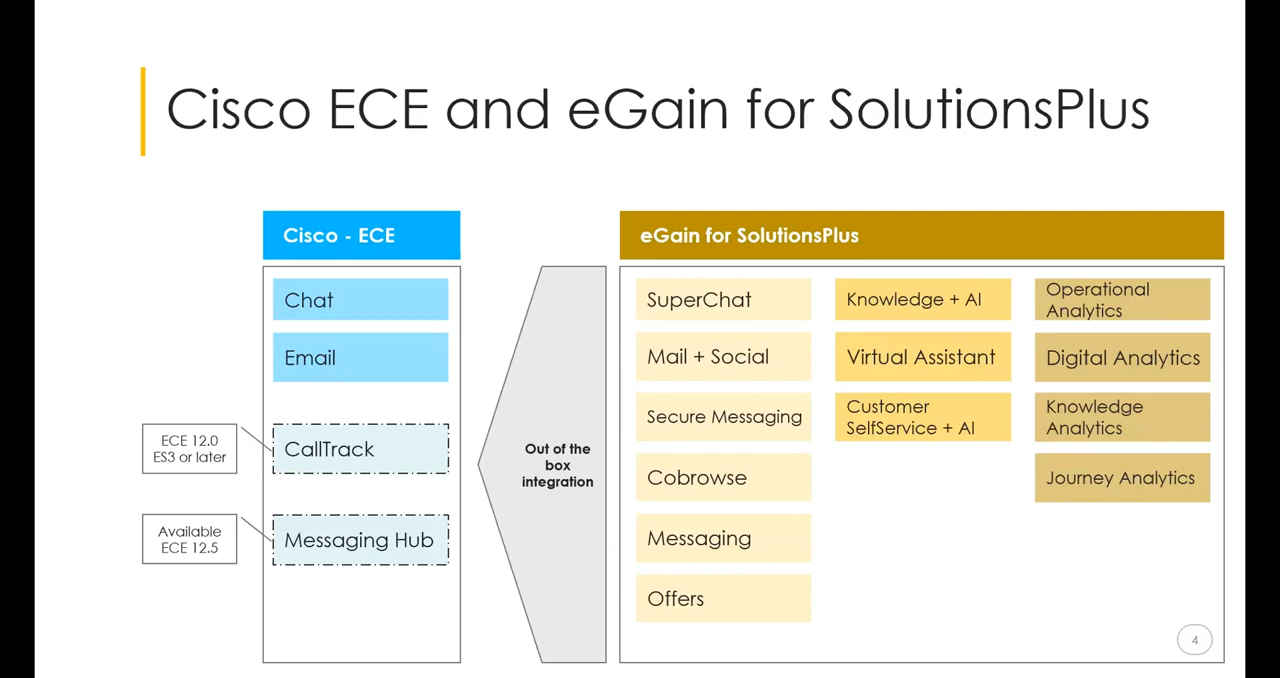 Cisco ECE and eGain for SolutionsPlus
Cisco - ECE
Chat
Email
ECE 12.0
ES3 or later
CallTrack
Available
ECE 12.5
Messaging Hub
Out of the
box
integration
eGain for SolutionsPlus
SuperChat
Mail + Social
Secure Messaging
Cobrowse
Messaging
Offers
Knowledge + AI
Virtual Assistant
Customer
SelfService + AI
Operational
Analytics
Digital Analytics
Knowledge
Analytics
Journey Analytics
4